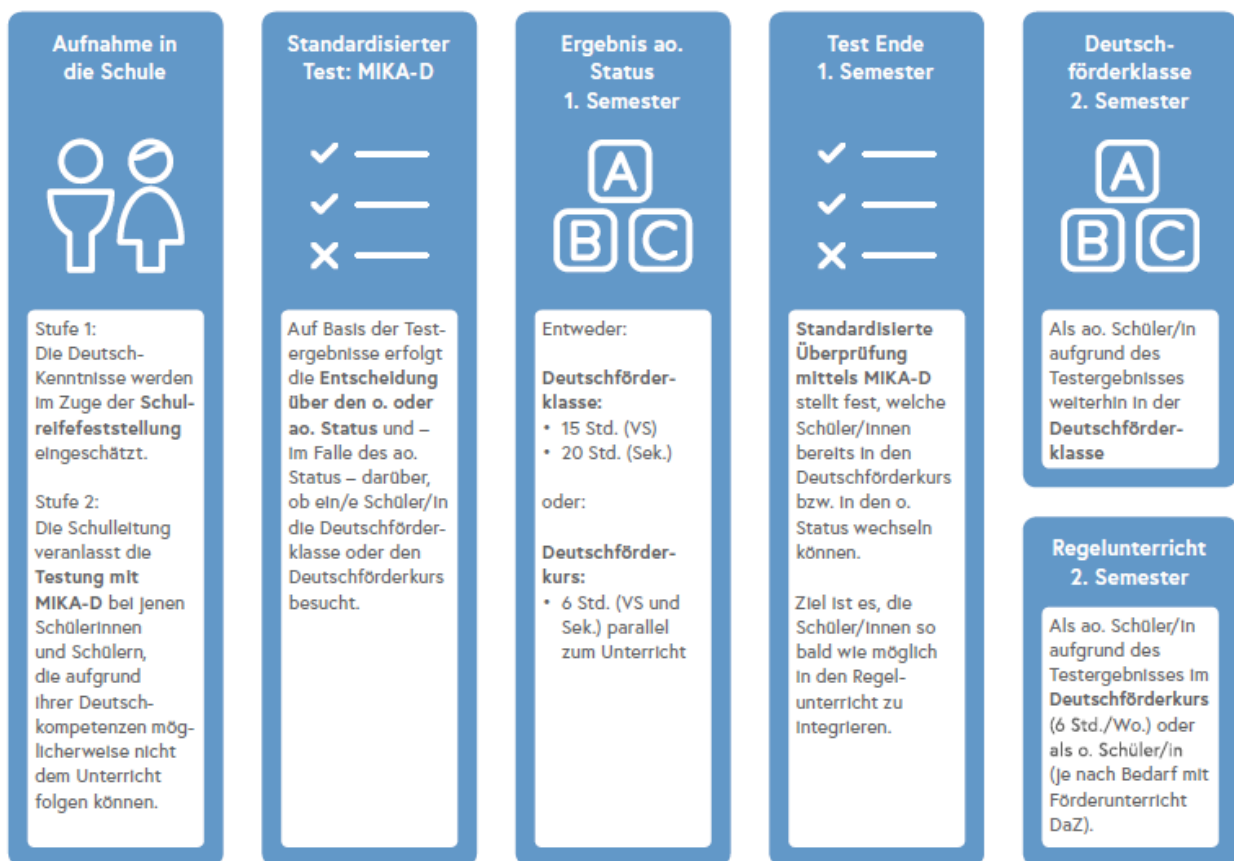 Aufnahme in
die Schule
Stufe 1:
Die Deutsch-
Kenntnisse werden
im Zuge der Schul-
reifefeststellung
eingeschätzt.
Stufe 2:
Die Schulleitung
veranlasst die
Testung mit
MIKA-D bei jenen
Schülerinnen
und Schülern,
die aufgrund
ihrer Deutsch-
kompetenzen mög-
licherweise nicht
dem Unterricht
folgen können.
Standardisierter
Test: MIKA-D
Auf Basis der Test-
ergebnisse erfolgt
die Entscheidung
über den o. oder
ao. Status und –
im Falle des ao.
Status – darüber,
ob ein/e Schüler/in
die Deutschförder-
klasse oder den
Deutschförderkurs
besucht.
Ergebnis ao.
Status
1. Semester
A
B C
Entweder:
Deutschförder-
klasse:
• 15 Std. (VS)
• 20 Std. (Sek.)
oder:
Deutschförder-
kurs:
• 6 Std. (VS und
Sek.) parallel
zum Unterricht
Test Ende
1. Semester
Standardisierte
Überprüfung
mittels MIKA-D
stellt fest, welche
Schüler/innen
bereits in den
Deutschförderkurs
bzw. in den o.
Status wechseln
können.
Ziel ist es, die
Schüler/innen so
bald wie möglich
in den Regel-
unterricht zu
integrieren.
Deutsch-
förderklasse
2. Semester
A
B C
Als ao. Schüler/in
aufgrund des
Testergebnisses
weiterhin in der
Deutschförder-
klasse
Regelunterricht
2. Semester
Als ao. Schüler/in
aufgrund des
Testergebnisses im
Deutschförderkurs
(6 Std./Wo.) oder
als o. Schüler/in
(je nach Bedarf mit
Förderunterricht
DaZ).